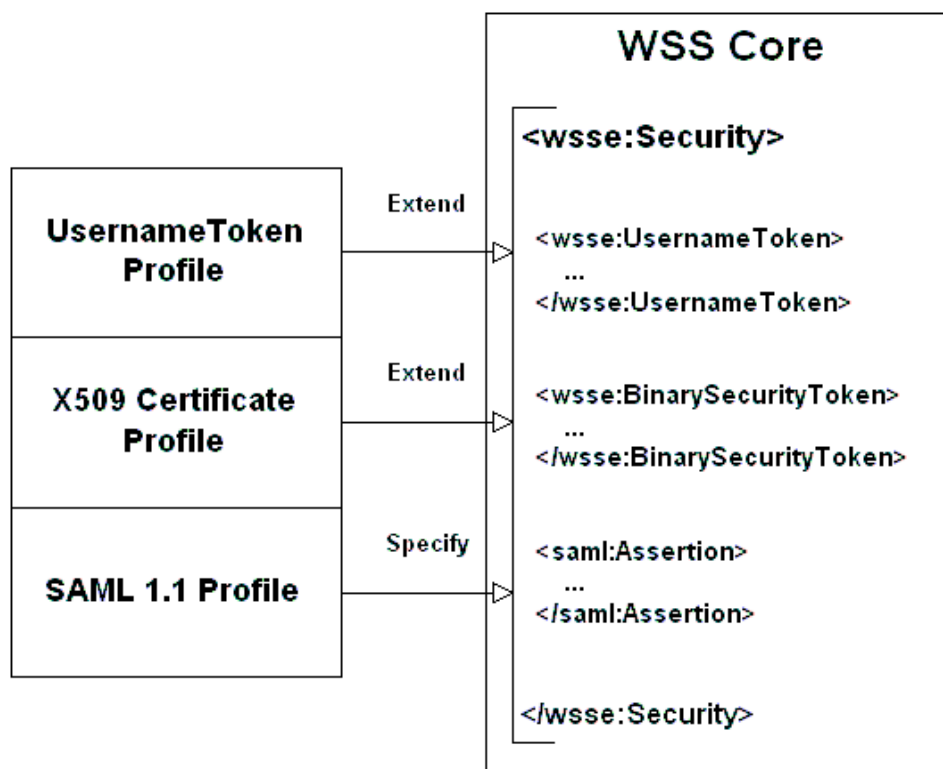 WSS Core
<wsse:Security>
UsernameToken
Profile
Extend
<wsse:UsernameToken>
...
</wsse:UsernameToken>
X509 Certificate
Profile
Extend
<wsse:BinarySecurityToken>
...
</wsse:BinarySecurityToken>
SAML 1.1 Profile
Specify
<saml:Assertion>
...
</saml:Assertion>
</wsse:Security>